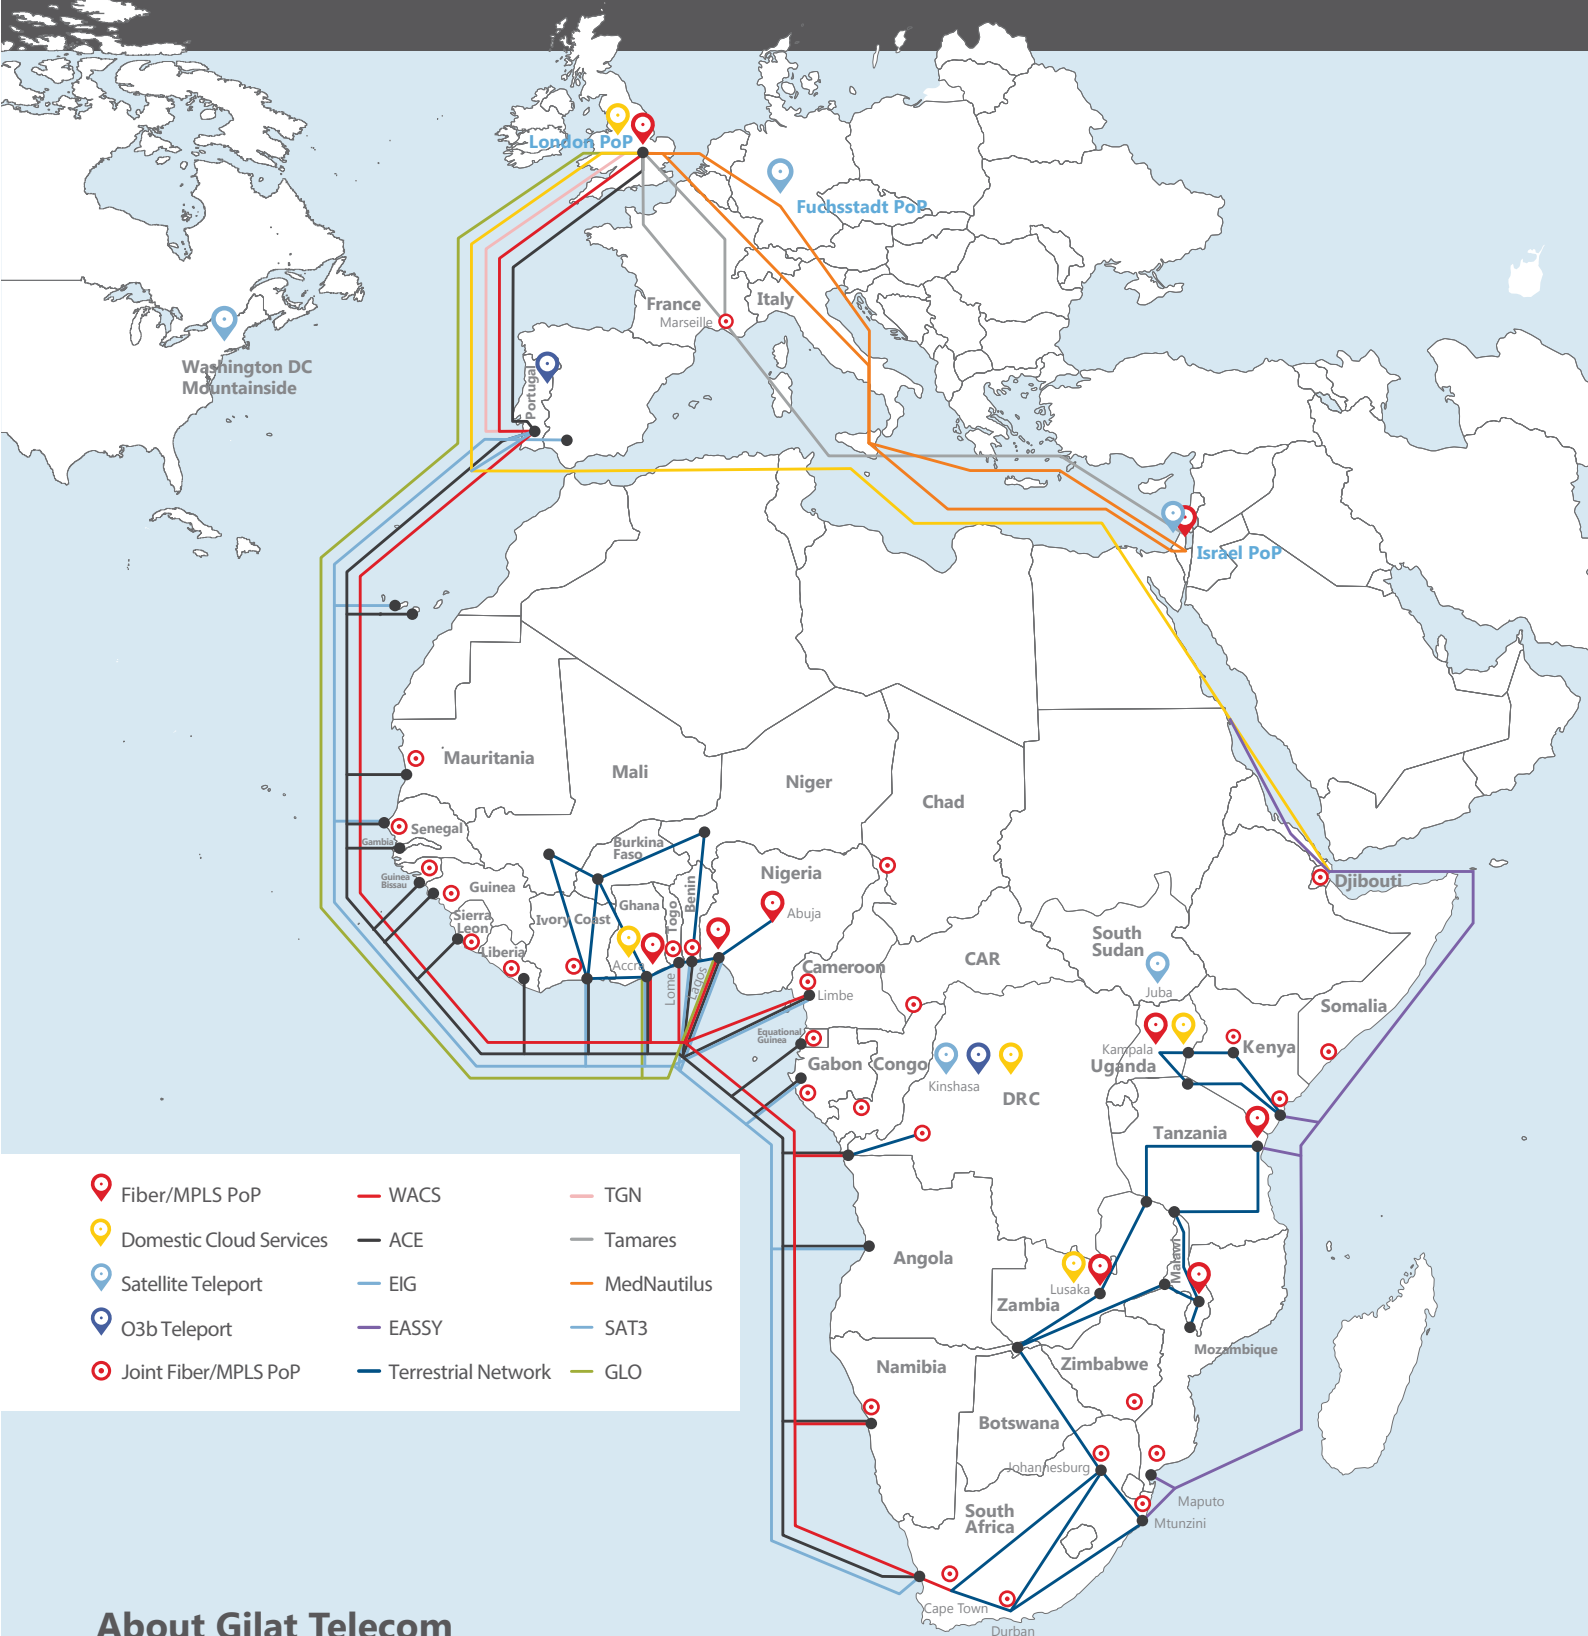 London PoP
Fuchsstadt PoP
France
Marseille
Italy
Washington DC
Mountainside
Portugal
Israel PoP
Mauritania
Mali
Niger
Chad
Senegal
Gambia
Burkina
Faso
Nigeria
Abuja
Guinea
Bissau
Guinea
Ghana
Togo
Benin
Djibouti
Sierra
Leon
Ivory Coast
Liberia
Accra
Lome
Lagos
Cameroon
Limbe
CAR
South
Sudan
Juba
Somalia
Equational
Guinea
Gabon
Congo
Kinshasa
DRC
Kampala
Uganda
Kenya
Tanzania
Angola
Malawi
Lusaka
Zambia
Mozambique
Namibia
Zimbabwe
Botswana
Johannesburg
Maputo
Mtunzini
South
Africa
Cape Town
Durban
Fiber/MPLS PoP
Domestic Cloud Services
Satellite Teleport
O3b Teleport
Joint Fiber/MPLS PoP
WACS
ACE
EIG
EASSY
Terrestrial Network
TGN
Tamares
MedNautilus
SAT3
GLO
About Gilat Telecom